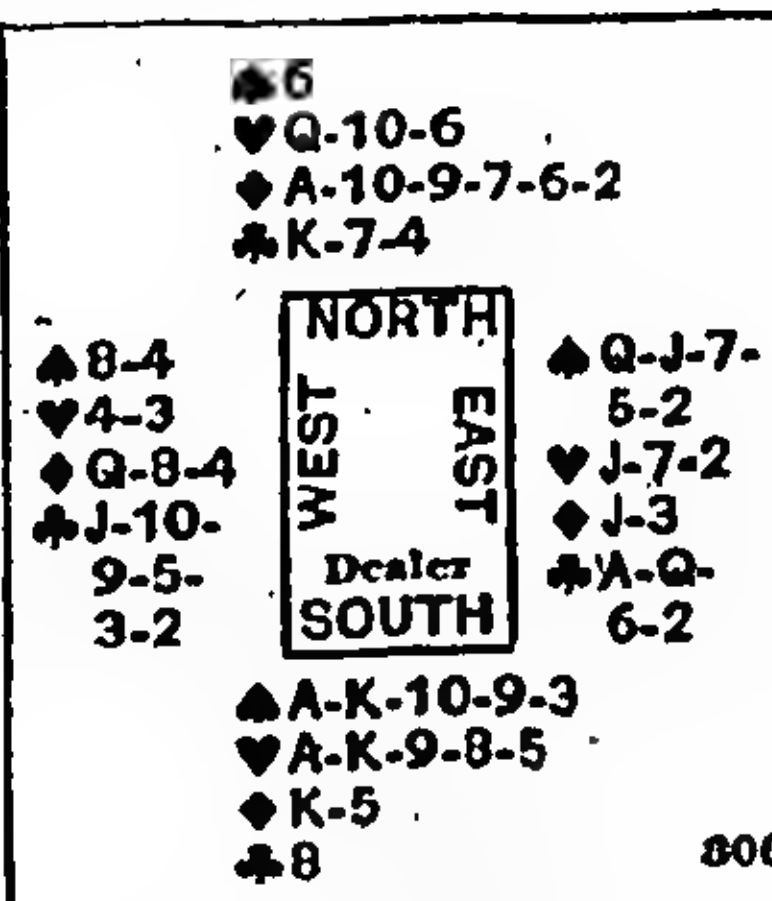 ♠ 6
♥ Q-10-6
♦ A-10-9-7-6-2
♣ K-7-4
NORTH
♠ 8-4
♥ 4-3
♦ Q-8-4
♣ J-10-
9-5-
3-2
WEST
EAST
♠ Q-J-7-
5-2
♥ J-7-2
♦ J-3
♣ A-Q-
6-2
Dealer
SOUTH
♠ A-K-10-9-3
♥ A-K-9-8-5
♦ K-5
♣ 8